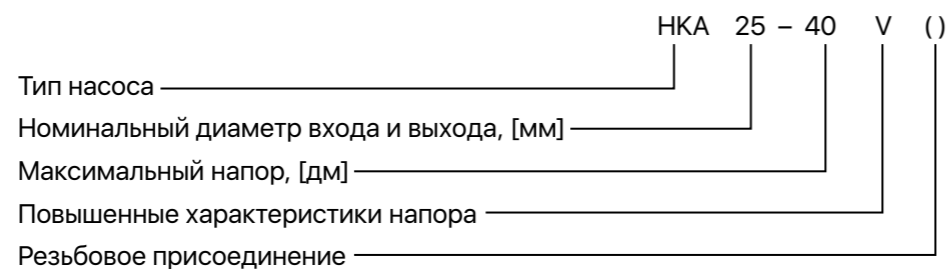 НКА 25 – 40 V ( )
Тип насоса
Номинальный диаметр входа и выхода, [мм]
Максимальный напор, [дм]
Повышенные характеристики напора
Резьбовое присоединение